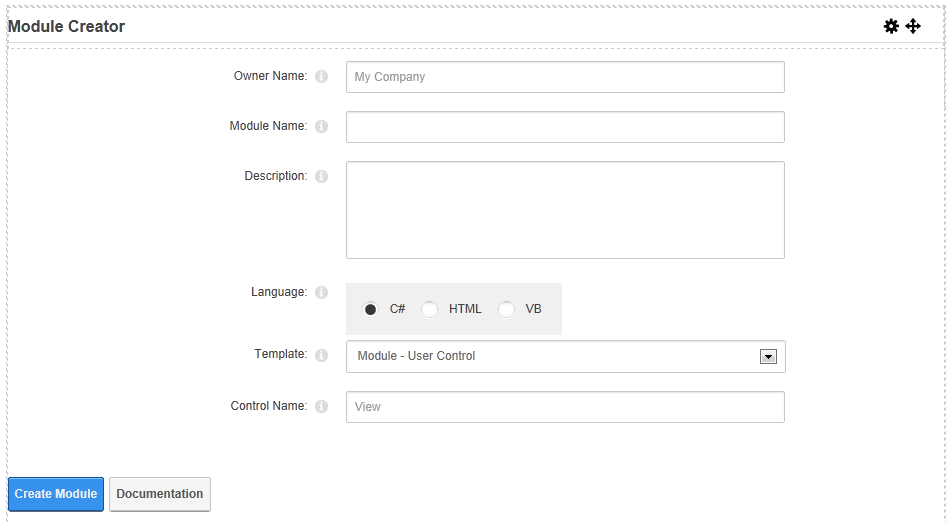 Module Creator
Owner Name: My Company
Module Name:
Description:
Language: C# HTML VB
Template: Module - User Control
Control Name: View
Create Module Documentation